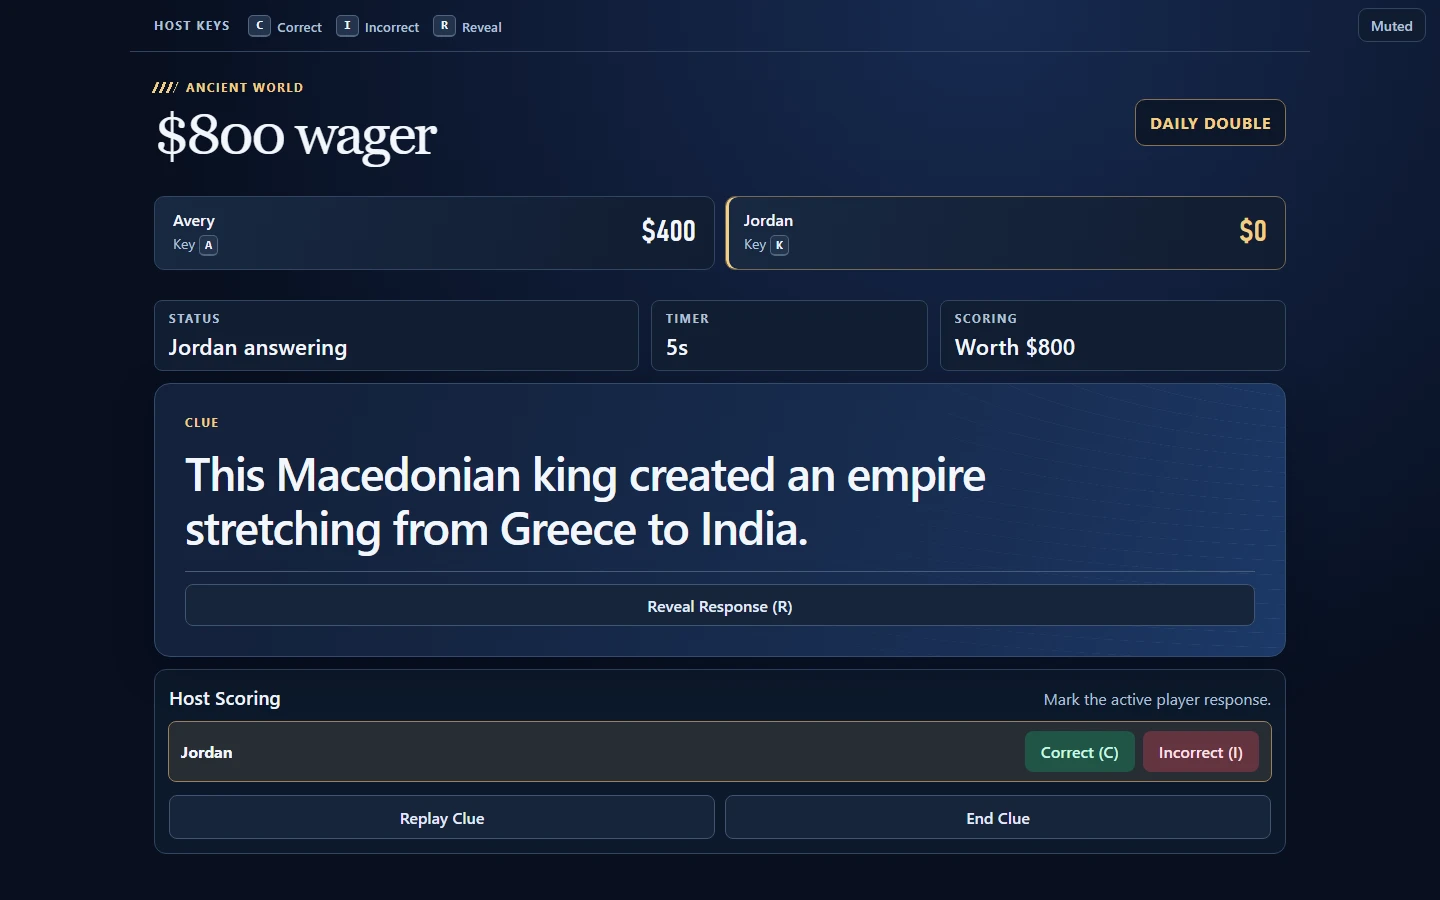 HOST KEYS C Correct I Incorrect R Reveal Muted
ANCIENT WORLD
$800 wager
DAILY DOUBLE
Avery
Key A
$400
Jordan
Key K
$0
STATUS
Jordan answering
TIMER
5s
SCORING
Worth $800
CLUE
This Macedonian king created an empire
stretching from Greece to India.
Reveal Response (R)
Host Scoring
Mark the active player response.
Jordan
Correct (C)
Incorrect (I)
Replay Clue
End Clue